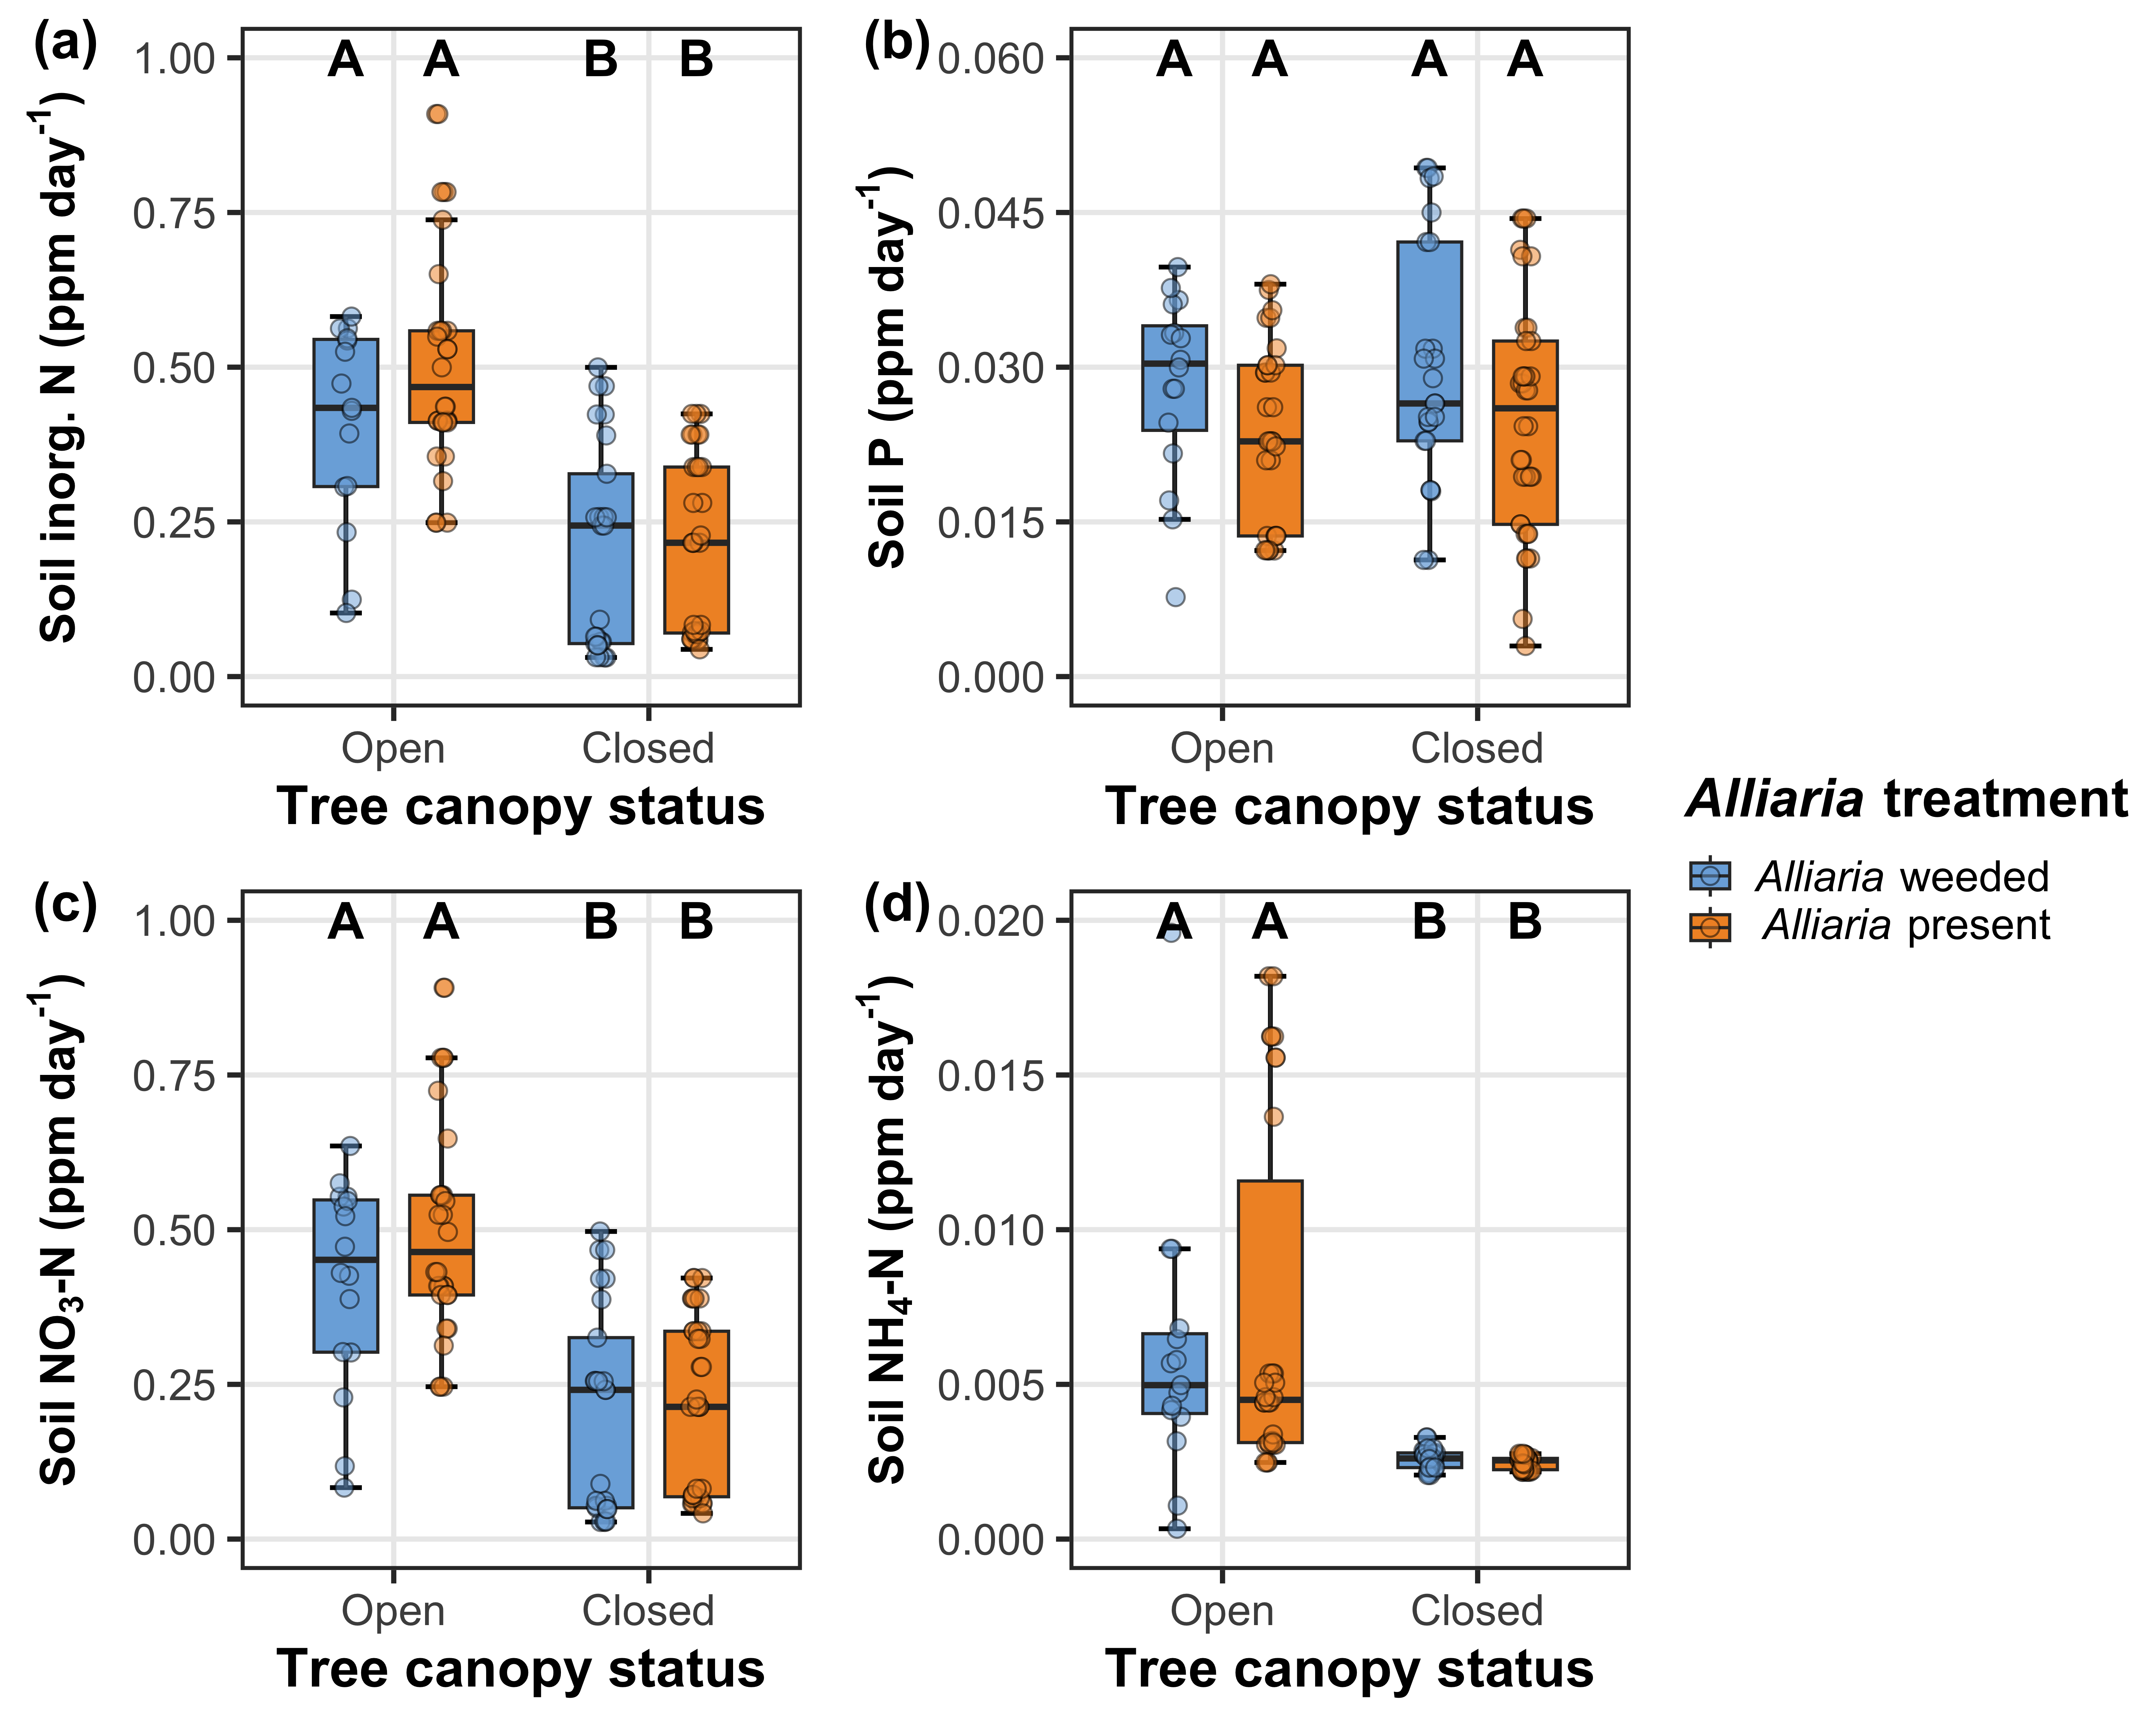 (a)
Soil inorg. N (ppm day⁻¹)
1.00
0.75
0.50
0.25
0.00
A A B B
Open Closed
Tree canopy status
(b)
Soil P (ppm day⁻¹)
0.060
0.045
0.030
0.015
0.000
A A A A
Open Closed
Tree canopy status
(c)
Soil NO₃-N (ppm day⁻¹)
1.00
0.75
0.50
0.25
0.00
A A B B
Open Closed
Tree canopy status
(d)
Soil NH₄-N (ppm day⁻¹)
0.020
0.015
0.010
0.005
0.000
A A B B
Open Closed
Tree canopy status
Alliaria treatment
Alliaria weeded
Alliaria present